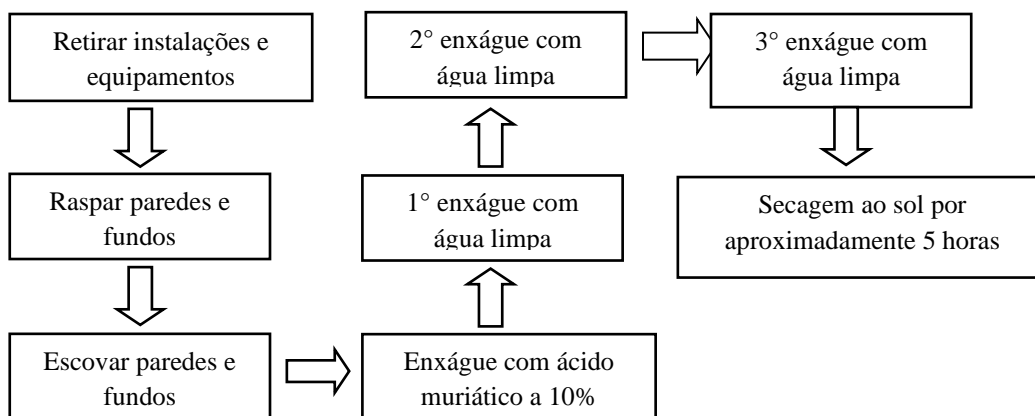 Retirar instalações e
equipamentos
Raspar paredes e
fundos
Escovar paredes e
fundos
Enxágue com ácido
muriático a 10%
1° enxágue com
água limpa
2° enxágue com
água limpa
3° enxágue com
água limpa
Secagem ao sol por
aproximadamente 5 horas